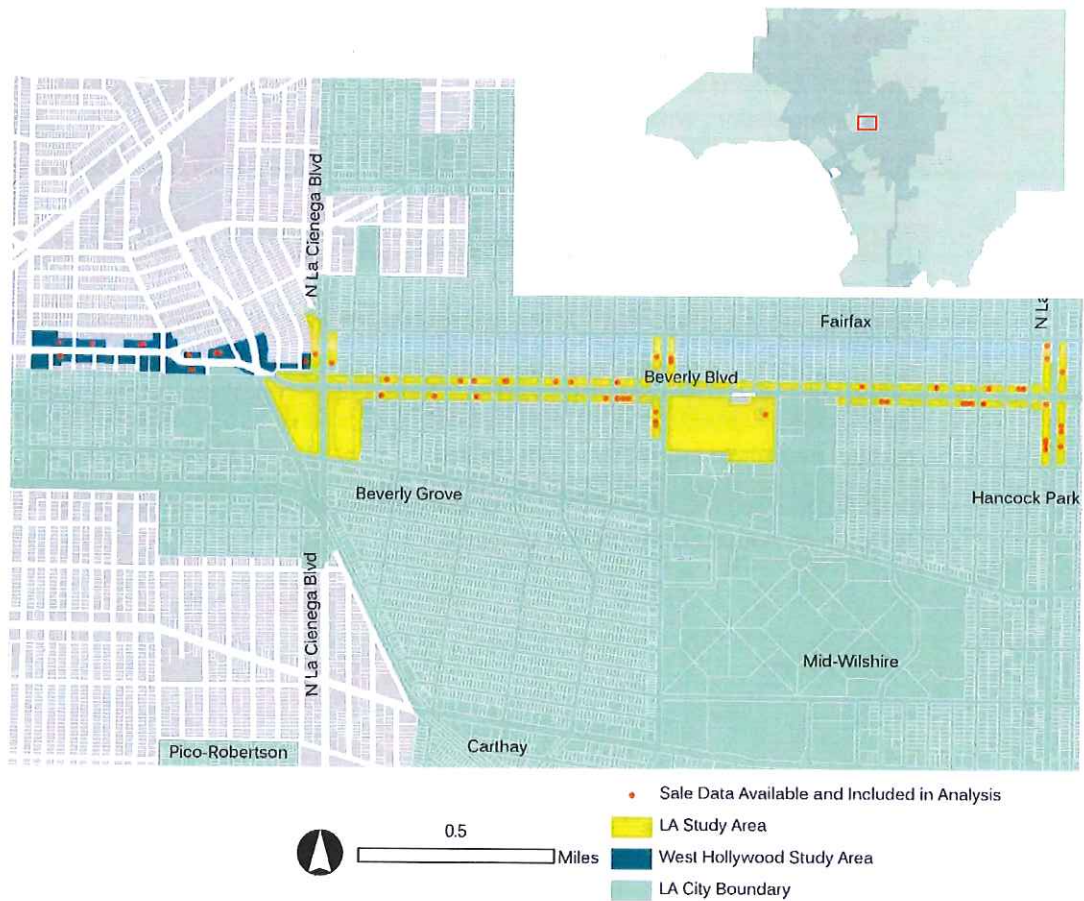 N La Cienega Blvd
N La
Fairfax
Beverly Blvd
Beverly Grove
Hancock Park
N La Cienega Blvd
Mid-Wilshire
Pico-Robertson
Carthay
Sale Data Available and Included in Analysis
0.5
LA Study Area
Miles
West Hollywood Study Area
LA City Boundary